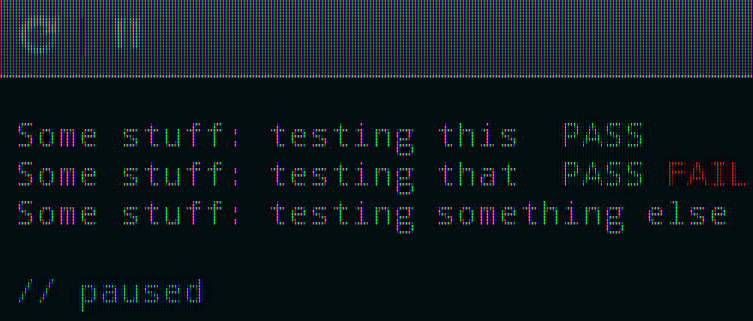 c "
Some stuff: testing this  PASS
Some stuff: testing that  PASS FAIL
Some stuff: testing something else
// paused